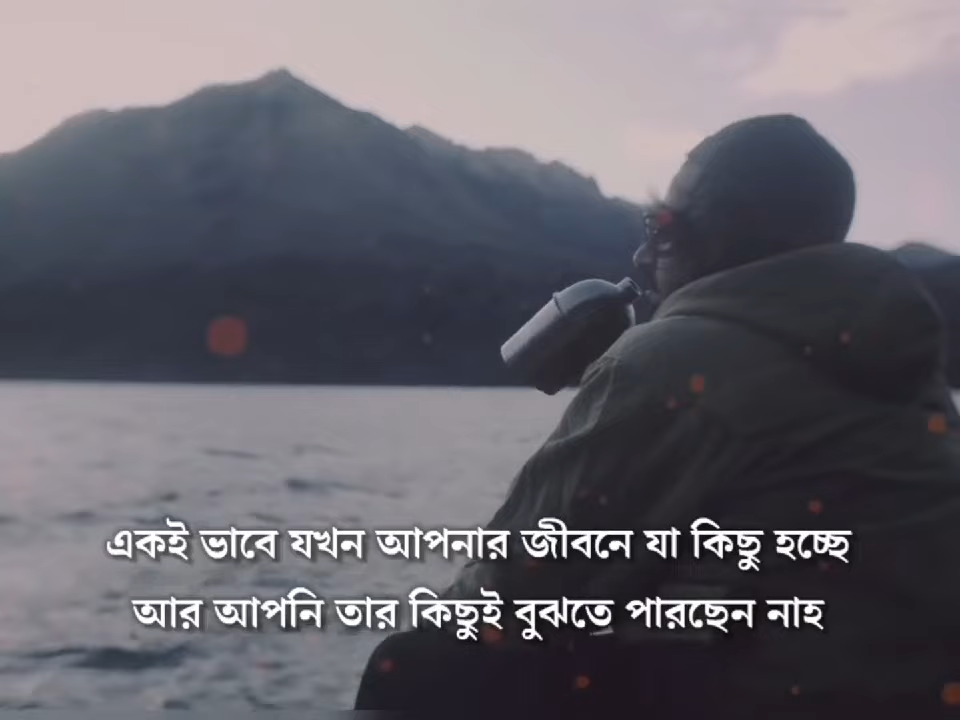 একই ভাবে যখন আপনার জীবনে যা কিছু হচ্ছে
আর আপনি তার কিছুই বুঝতে পারছেন নাহ